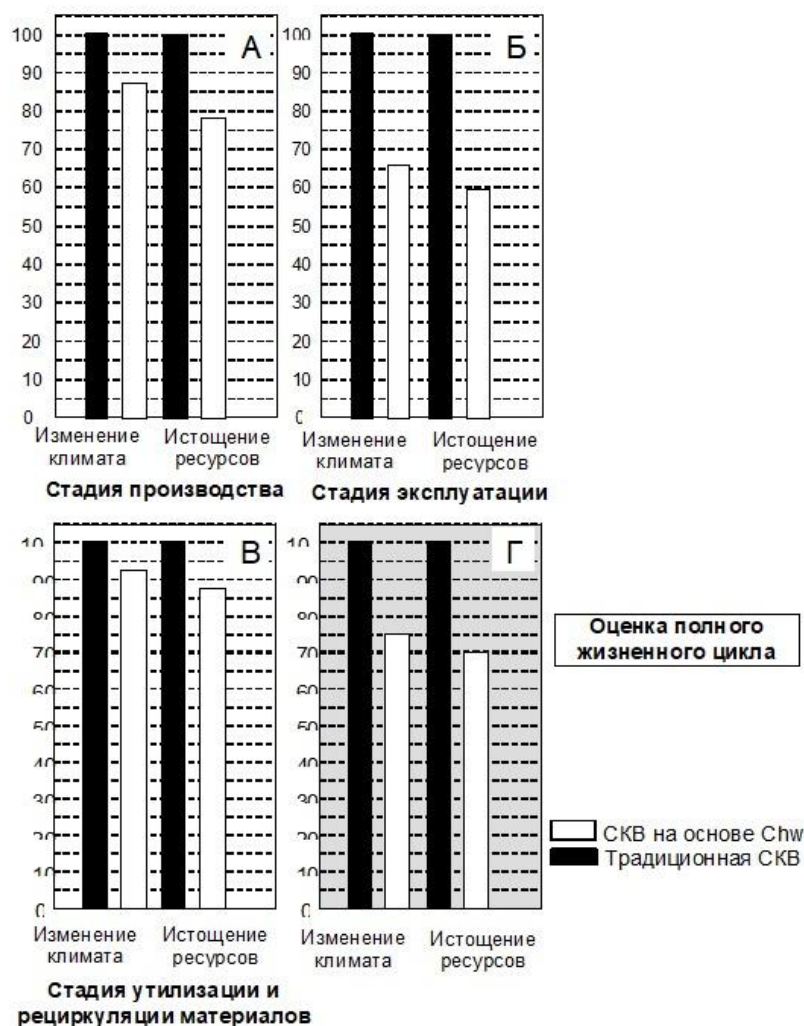 А
100
90
80
70
60
50
40
30
20
10
0
Изменение
климата
Истощение
ресурсов
Стадия производства
Б
100
90
80
70
60
50
40
30
20
10
Изменение
климата
Истощение
ресурсов
Стадия эксплуатации
В
Изменение
климата
Истощение
ресурсов
Стадия утилизации и
рециркуляции материалов
Г
Изменение
климата
Истощение
ресурсов
Оценка полного
жизненного цикла
СКВ на основе Chw
Традиционная СКВ